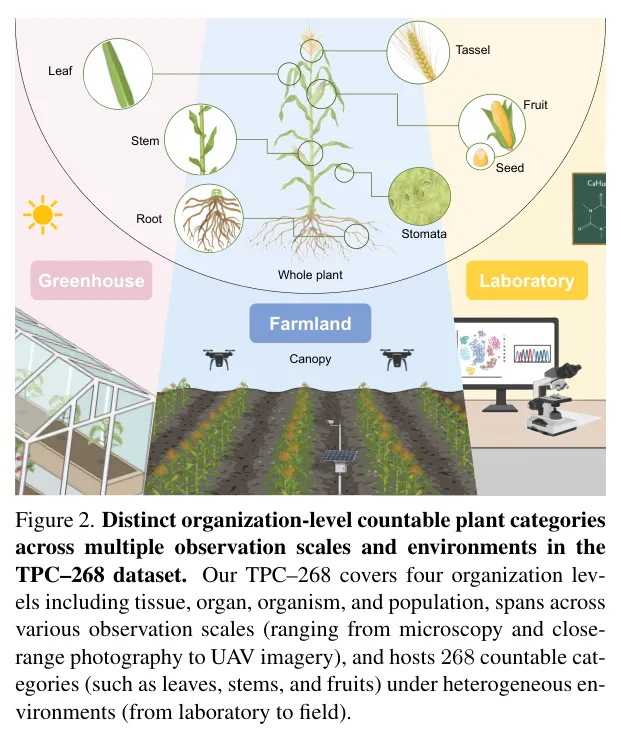 Leaf
Tassel
Fruit
Stem
Seed
Root
Stomata
Whole plant
Greenhouse
Laboratory
Farmland
Canopy
Figure 2. Distinct organization-level countable plant categories
across multiple observation scales and environments in the
TPC–268 dataset. Our TPC–268 covers four organization lev-
els including tissue, organ, organism, and population, spans across
various observation scales (ranging from microscopy and close-
range photography to UAV imagery), and hosts 268 countable cat-
egories (such as leaves, stems, and fruits) under heterogeneous en-
vironments (from laboratory to field).